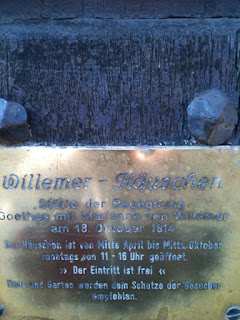 Willemer - Häuschen
Stätte der Begegnung
Goethes mit Marianne von Willemer
am 18. Oktober 1814
Das Häuschen ist von Mitte April bis Mitte Oktober
sonntags von 11 - 16 Uhr geöffnet.
» Der Eintritt ist frei «
Haus und Garten werden dem Schutze der Besucher
empfohlen.